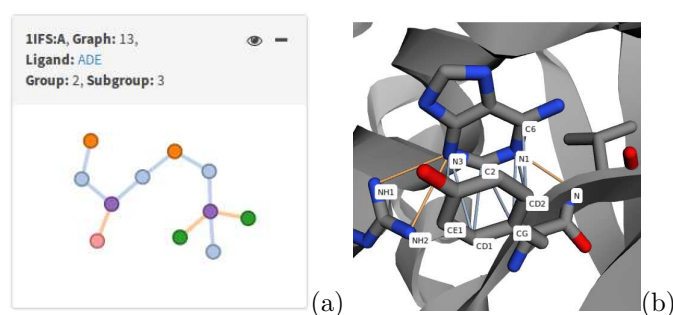 1IFS:A, Graph: 13,
Ligand: ADE
Group: 2, Subgroup: 3
(a)
C6
N3
N1
C2
NH1
N
CD2
CE1
CG
NH2
CD1
(b)